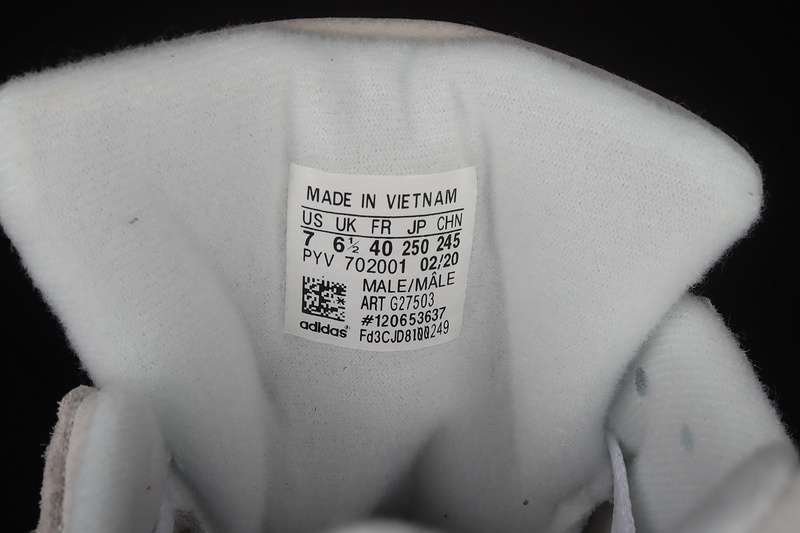 MADE IN VIETNAM
US UK FR JP CHN
7 6½ 40 250 245
PYV 702001 02/20
MALE/MÂLE
ART G27503
#120653637
adidas Fd3CJD8100249